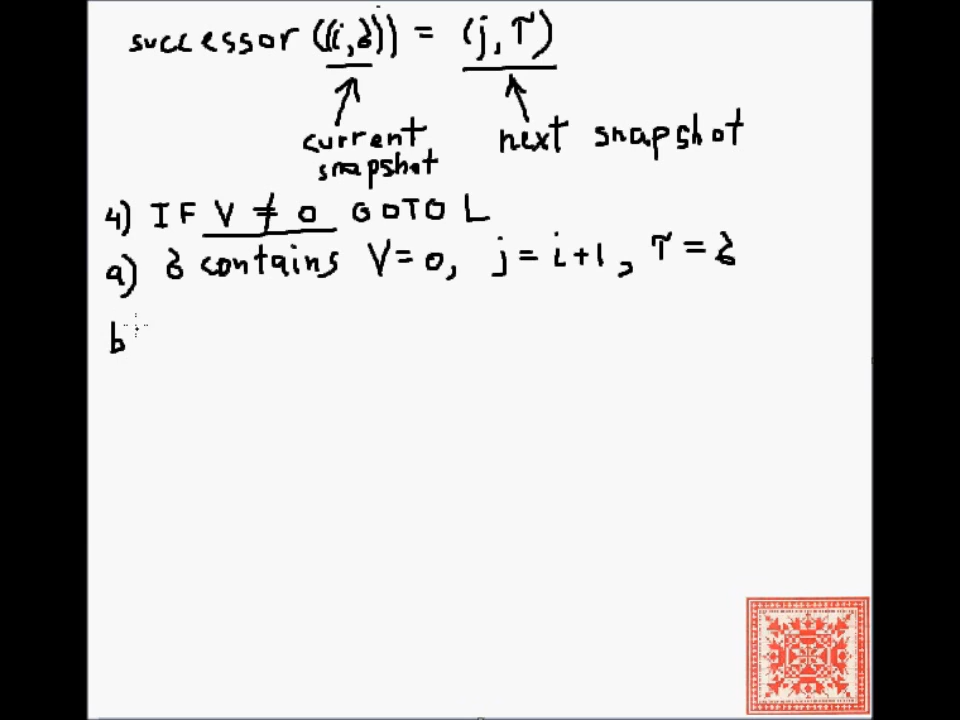 successor ((i,δ)) = (j, τ)
current snapshot
next snapshot
4) IF V ≠ 0 GOTO L
a) δ contains V = 0, j = i+1, τ = δ
b